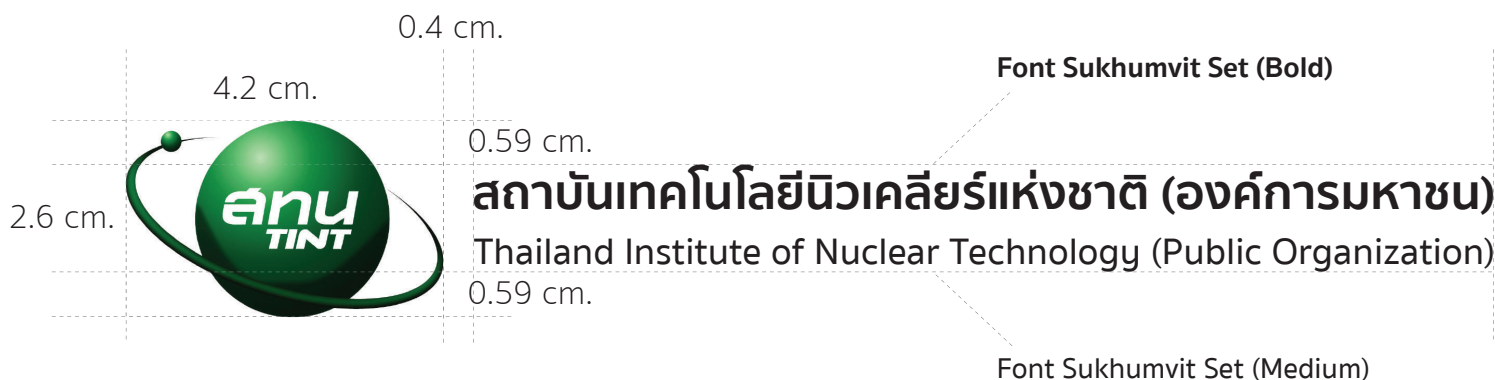 0.4 cm.
Font Sukhumvit Set (Bold)
4.2 cm.
0.59 cm.
สถาบันเทคโนโลยีนิวเคลียร์แห่งชาติ (องค์การมหาชน)
2.6 cm.
สทน
TINT
Thailand Institute of Nuclear Technology (Public Organization)
0.59 cm.
Font Sukhumvit Set (Medium)